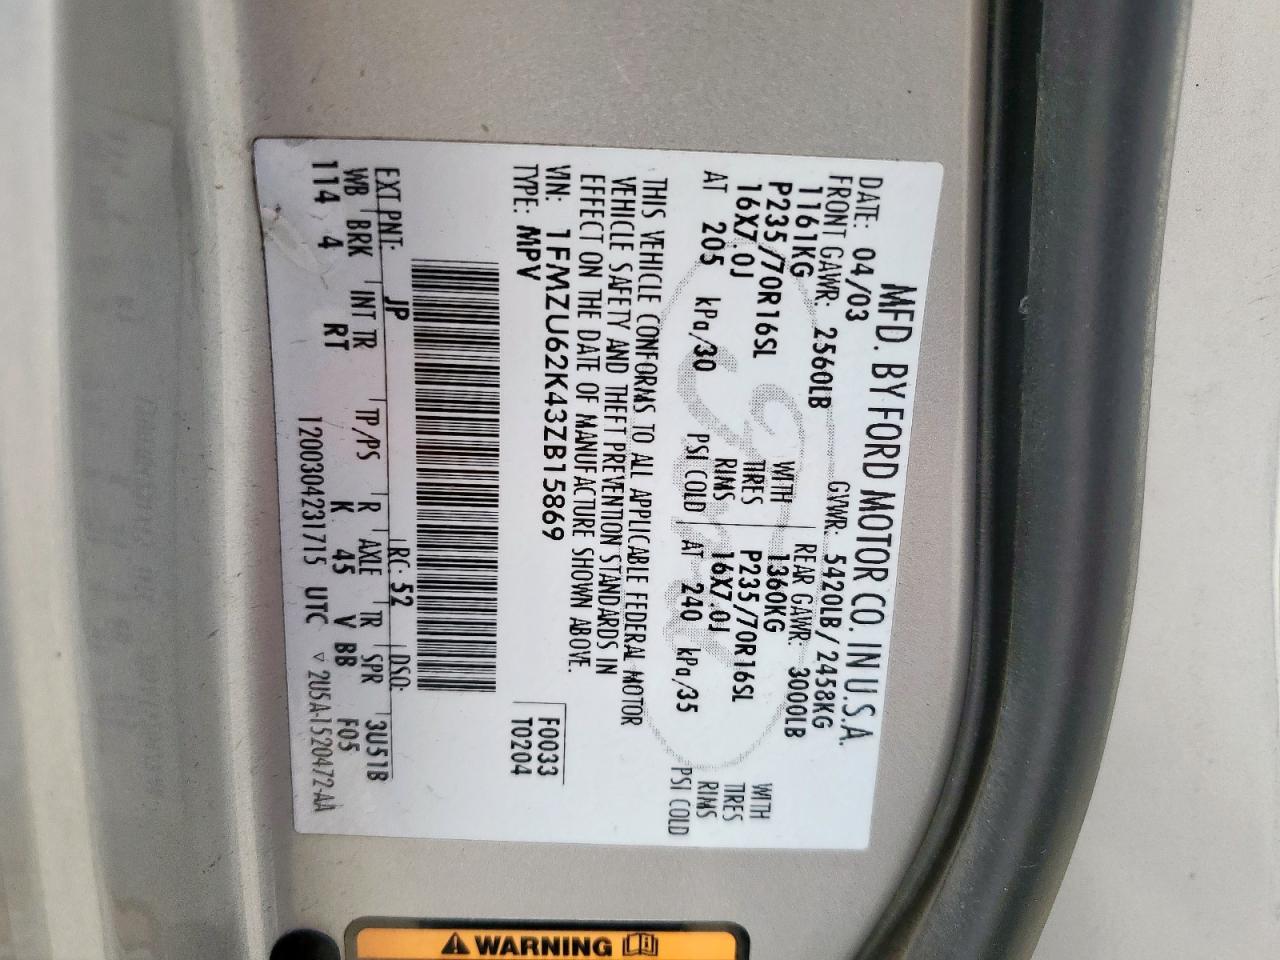 MFD. BY FORD MOTOR CO. IN U.S.A.
DATE: 04/03 GVWR: 5420LB/2458KG
FRONT GAWR: 2560LB REAR GAWR: 3000LB
1161KG WITH 1360KG WITH
P235/70R16SL TIRES P235/70R16SL TIRES
16X7.0J RIMS 16X7.0J RIMS
AT 205 kPa/30 PSI COLD AT 240 kPa/35 PSI COLD
THIS VEHICLE CONFORMS TO ALL APPLICABLE FEDERAL MOTOR
VEHICLE SAFETY AND THEFT PREVENTION STANDARDS IN
EFFECT ON THE DATE OF MANUFACTURE SHOWN ABOVE.
VIN: 1FMZU62K43ZB15869 F0033
TYPE: MPV T0204
EXT PNT: JP RC: 52 DSO: 3U51B
WB BRK INT TR TP/PS R AXLE TR SPR F05
114 4 RT K 45 V BB
1200304231715 UTC ▽ 2U5A-1520472-AA
WARNING